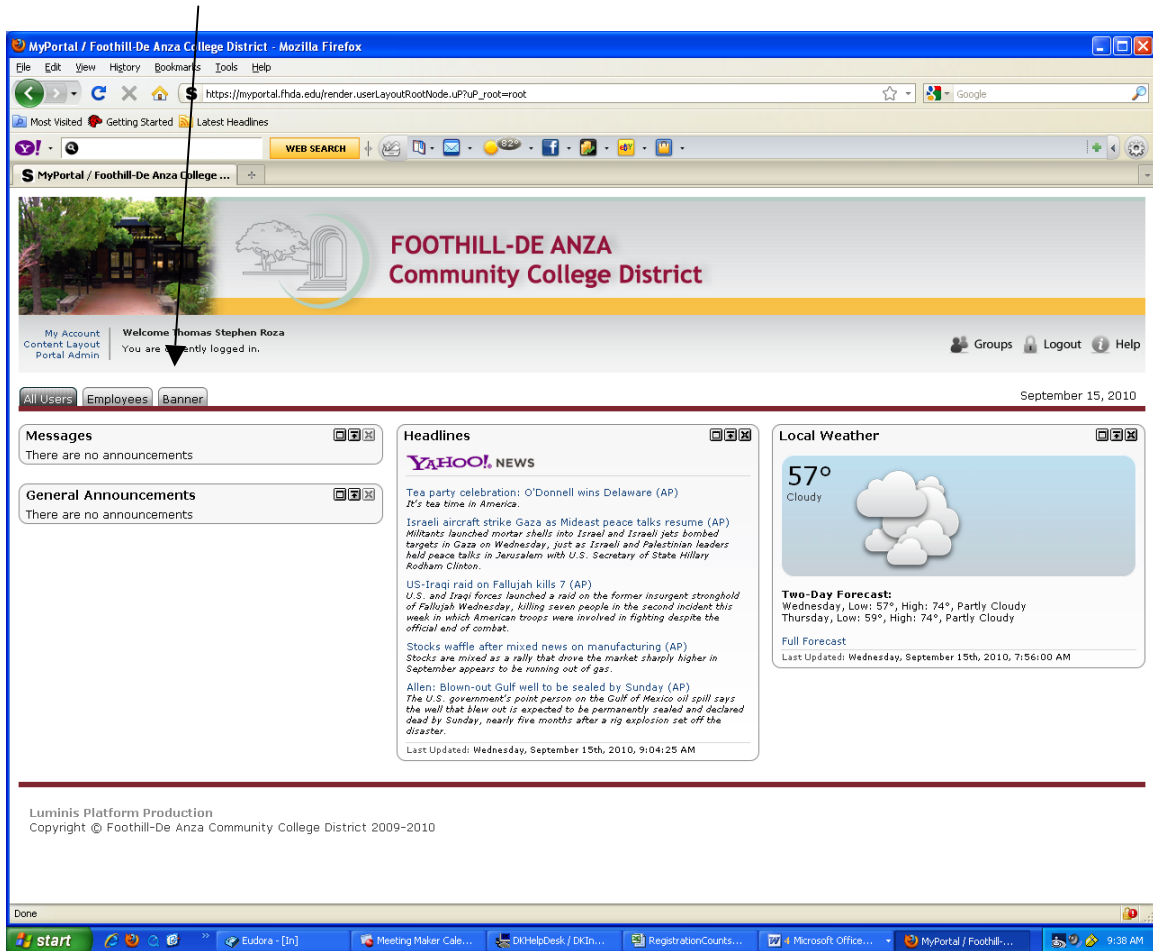 MyPortal / Foothill-De Anza College District - Mozilla Firefox
File Edit View History Bookmarks Tools Help
S https://myportal.fhda.edu/render.userLayoutRootNode.uP?uP_root=root
Google
Most Visited Getting Started Latest Headlines
Y! WEB SEARCH 82°
S MyPortal / Foothill-De Anza College ...
FOOTHILL-DE ANZA
Community College District
My Account
Content Layout
Portal Admin
Welcome Thomas Stephen Roza
You are currently logged in.
Groups Logout Help
All Users Employees Banner
September 15, 2010
Messages
There are no announcements
General Announcements
There are no announcements
Headlines
YAHOO! NEWS
Tea party celebration: O'Donnell wins Delaware (AP)
It's tea time in America.
Israeli aircraft strike Gaza as Mideast peace talks resume (AP)
Militants launched mortar shells into Israel and Israeli jets bombed
targets in Gaza on Wednesday, just as Israeli and Palestinian leaders
held peace talks in Jerusalem with U.S. Secretary of State Hillary
Rodham Clinton.
US-Iraqi raid on Fallujah kills 7 (AP)
U.S. and Iraqi forces launched a raid on the former insurgent stronghold
of Fallujah Wednesday, killing seven people in the second incident this
week in which American troops were involved in fighting despite the
official end of combat.
Stocks waffle after mixed news on manufacturing (AP)
Stocks are mixed as a rally that drove the market sharply higher in
September appears to be running out of gas.
Allen: Blown-out Gulf well to be sealed by Sunday (AP)
The U.S. government's point person on the Gulf of Mexico oil spill says
the well that blew out is expected to be permanently sealed and declared
dead by Sunday, nearly five months after a rig explosion set off the
disaster.
Last Updated: Wednesday, September 15th, 2010, 9:04:25 AM
Local Weather
57°
Cloudy
Two-Day Forecast:
Wednesday, Low: 57°, High: 74°, Partly Cloudy
Thursday, Low: 59°, High: 74°, Partly Cloudy
Full Forecast
Last Updated: Wednesday, September 15th, 2010, 7:56:00 AM
Luminis Platform Production
Copyright © Foothill-De Anza Community College District 2009-2010
Done
start
Eudora - [In]
Meeting Maker Cale...
DKHelpDesk / DKIn...
RegistrationCounts...
4 Microsoft Office...
MyPortal / Foothill-...
9:38 AM